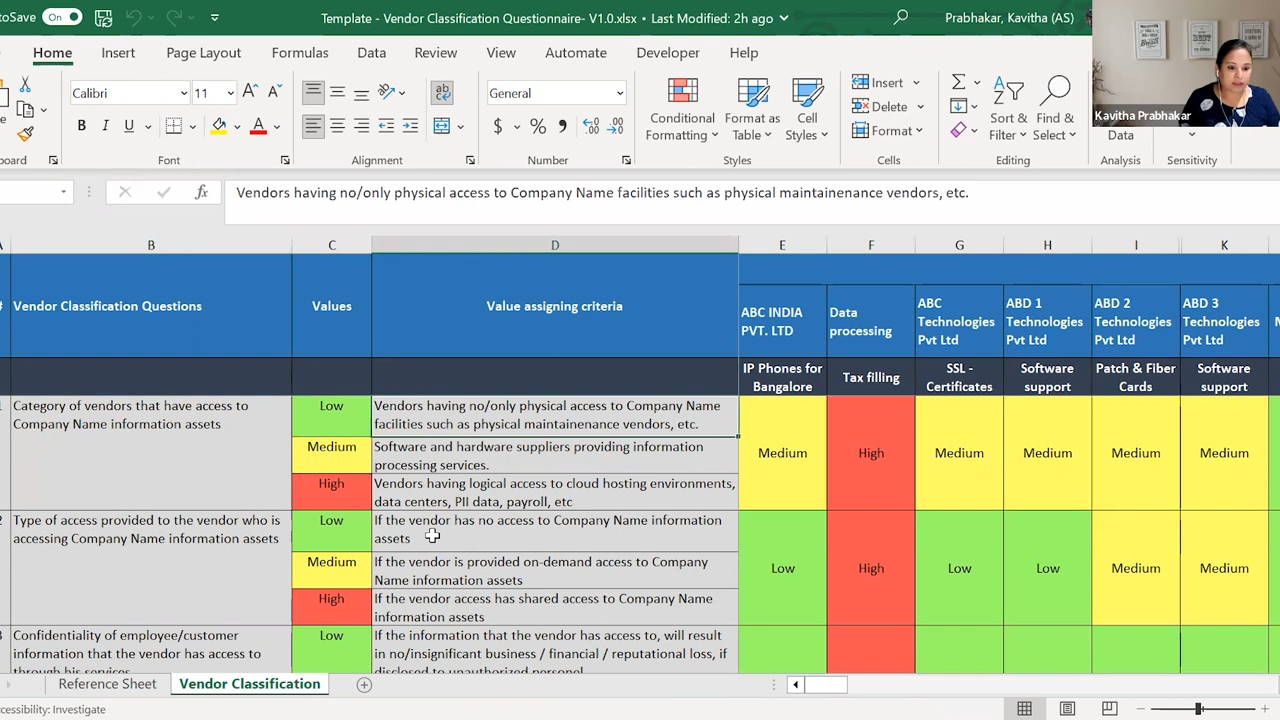 AutoSave On
Template - Vendor Classification Questionnaire- V1.0.xlsx • Last Modified: 2h ago
Prabhakar, Kavitha (AS)
Home
Insert
Page Layout
Formulas
Data
Review
View
Automate
Developer
Help
Calibri
11
General
Conditional
Formatting
Format as
Table
Cell
Styles
Insert
Delete
Format
Sort &
Filter
Find &
Select
Data
Kavitha Prabhakar
Font
Alignment
Number
Styles
Cells
Editing
Analysis
Sensitivity
fx
Vendors having no/only physical access to Company Name facilities such as physical maintainenance vendors, etc.
B
C
D
E
F
G
H
I
K
#
Vendor Classification Questions
Values
Value assigning criteria
ABC INDIA
PVT. LTD
Data
processing
ABC
Technologies
Pvt Ltd
ABD 1
Technologies
Pvt Ltd
ABD 2
Technologies
Pvt Ltd
ABD 3
Technologies
Pvt Ltd
IP Phones for
Bangalore
Tax filling
SSL -
Certificates
Software
support
Patch & Fiber
Cards
Software
support
1
Category of vendors that have access to
Company Name information assets
Low
Vendors having no/only physical access to Company Name
facilities such as physical maintainenance vendors, etc.
Medium
Software and hardware suppliers providing information
processing services.
High
Vendors having logical access to cloud hosting environments,
data centers, PII data, payroll, etc
Medium
High
Medium
Medium
Medium
Medium
2
Type of access provided to the vendor who is
accessing Company Name information assets
Low
If the vendor has no access to Company Name information
assets
Medium
If the vendor is provided on-demand access to Company
Name information assets
High
If the vendor access has shared access to Company Name
information assets
Low
High
Low
Low
Medium
Medium
3
Confidentiality of employee/customer
information that the vendor has access to
through his services
Low
If the information that the vendor has access to, will result
in no/insignificant business / financial / reputational loss, if
disclosed to unauthorized personel
Reference Sheet
Vendor Classification
ccessibility: Investigate